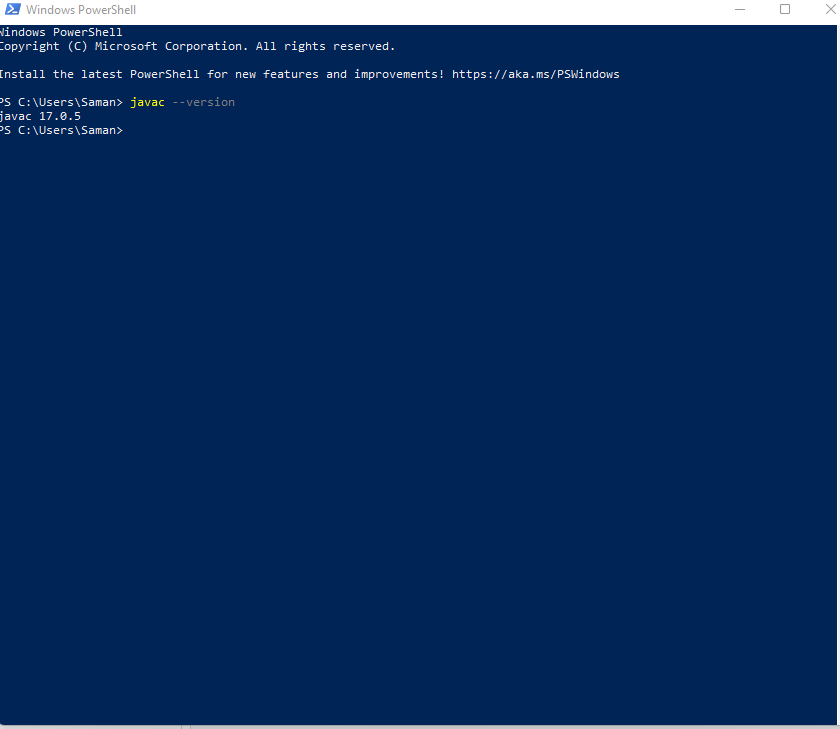 Windows PowerShell
Windows PowerShell
Copyright (C) Microsoft Corporation. All rights reserved.
Install the latest PowerShell for new features and improvements! https://aka.ms/PSWindows
PS C:\Users\Saman> javac --version
javac 17.0.5
PS C:\Users\Saman>